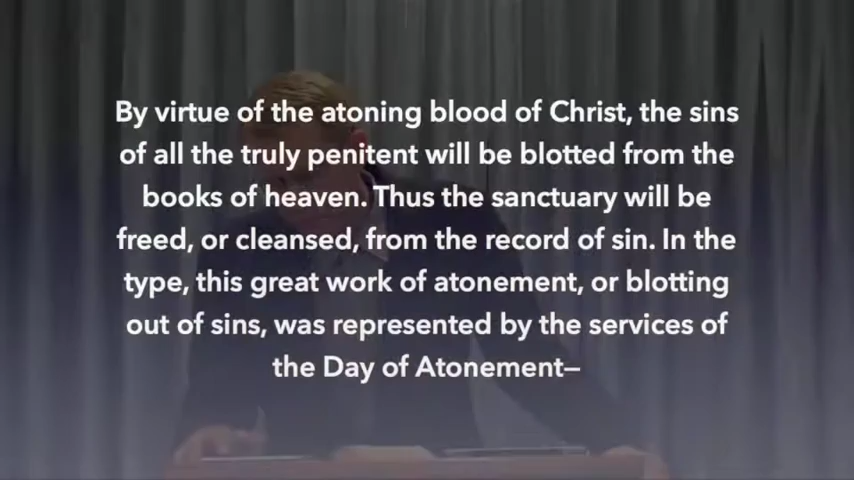 By virtue of the atoning blood of Christ, the sins
of all the truly penitent will be blotted from the
books of heaven. Thus the sanctuary will be
freed, or cleansed, from the record of sin. In the
type, this great work of atonement, or blotting
out of sins, was represented by the services of
the Day of Atonement—